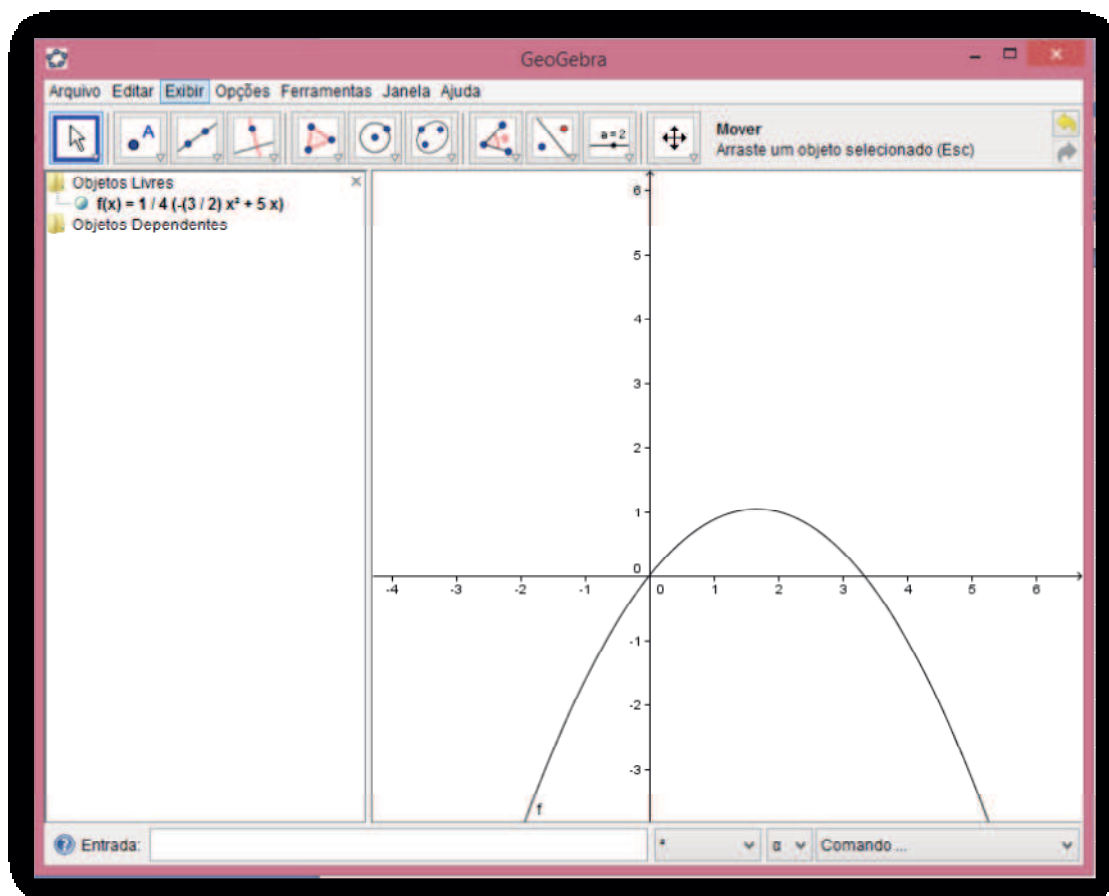 GeoGebra
Arquivo Editar Exibir Opções Ferramentas Janela Ajuda
A
a=2
Mover
Arraste um objeto selecionado (Esc)
Objetos Livres
f(x) = 1 / 4 (-(3 / 2) x² + 5 x)
Objetos Dependentes
6
5
4
3
2
1
0
-4 -3 -2 -1 0 1 2 3 4 5 6
-1
-2
-3
f
Entrada:
α
Comando ...